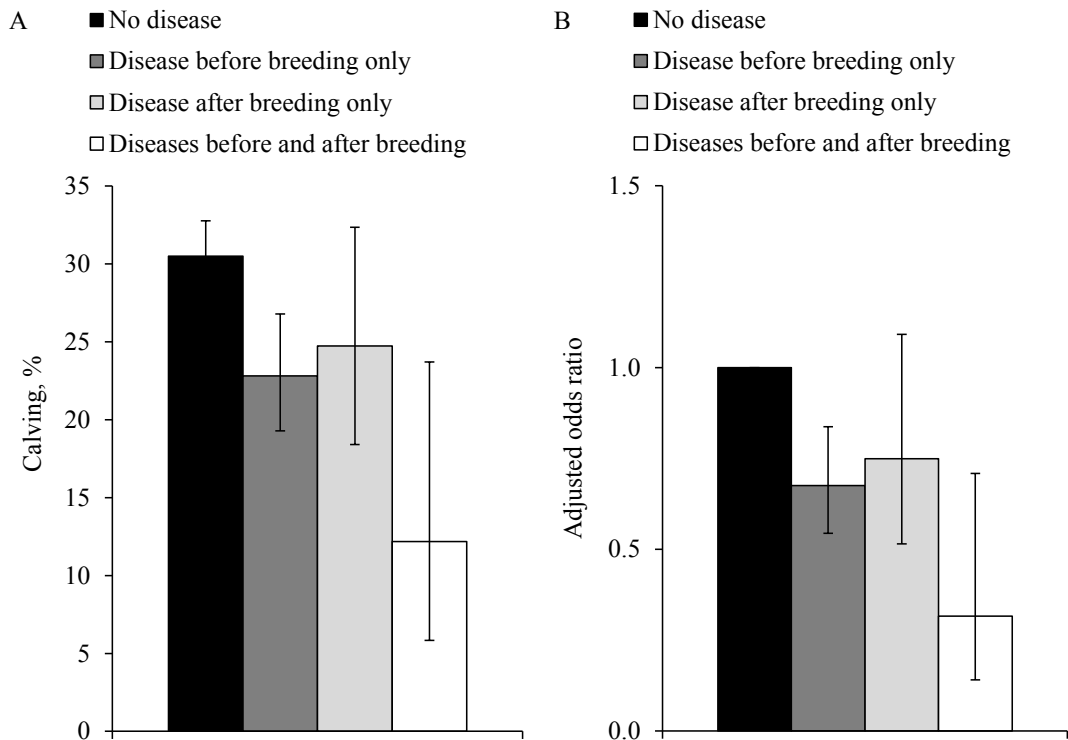 A
No disease
Disease before breeding only
Disease after breeding only
Diseases before and after breeding
35
30
25
20
15
10
5
0
Calving, %
B
No disease
Disease before breeding only
Disease after breeding only
Diseases before and after breeding
1.5
1.0
0.5
0.0
Adjusted odds ratio